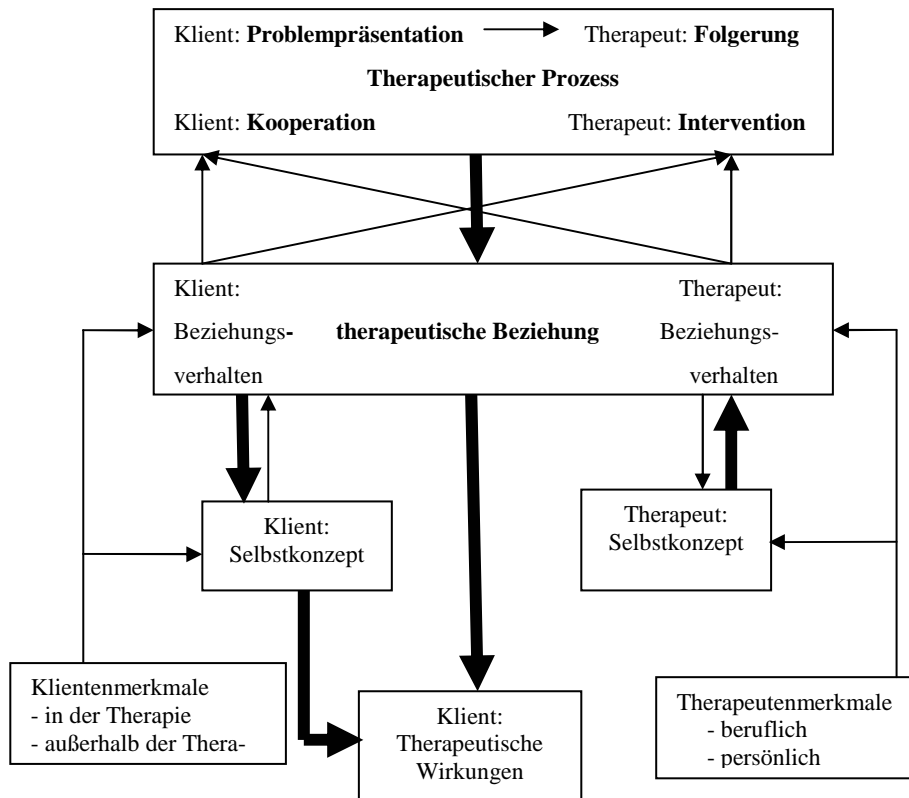 Klient: Problempräsentation Therapeut: Folgerung
Therapeutischer Prozess
Klient: Kooperation Therapeut: Intervention
Klient: Therapeut:
Beziehungs- therapeutische Beziehung Beziehungs-
verhalten verhalten
Klient:
Selbstkonzept
Therapeut:
Selbstkonzept
Klientenmerkmale
- in der Therapie
- außerhalb der Thera-
Klient:
Therapeutische
Wirkungen
Therapeutenmerkmale
- beruflich
- persönlich